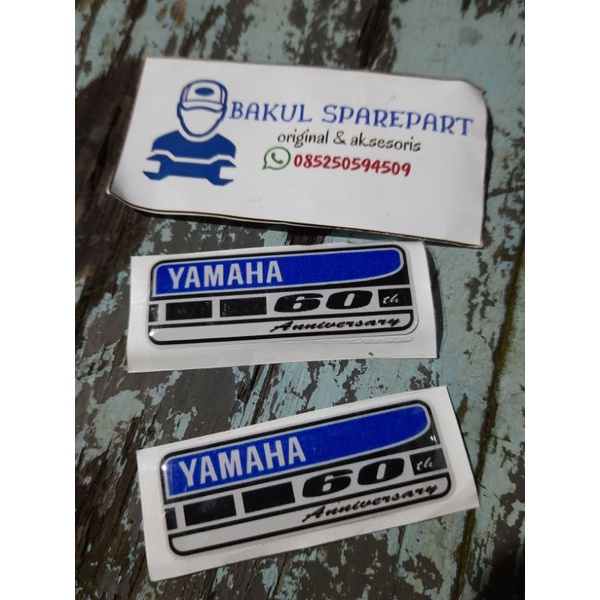 BAKUL SPAREPART
original & aksesoris
085250594509
YAMAHA
60th
Anniversary
YAMAHA
60th
Anniversary